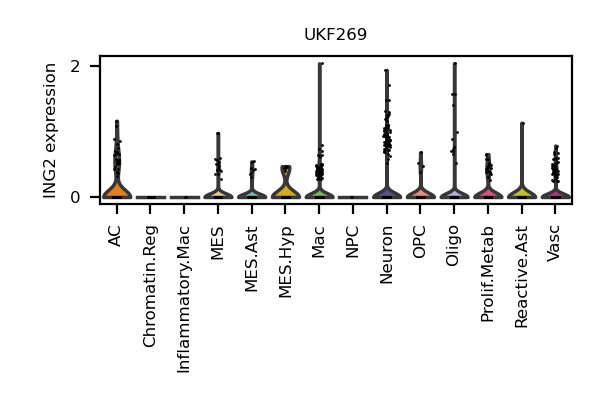 UKF269
ING2 expression
2
0
AC
Chromatin.Reg
Inflammatory.Mac
MES
MES.Ast
MES.Hyp
Mac
NPC
Neuron
OPC
Oligo
Prolif.Metab
Reactive.Ast
Vasc